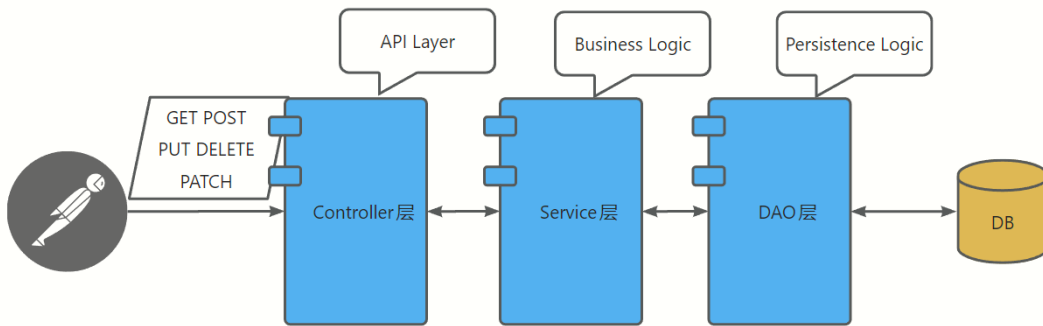 API Layer
Business Logic
Persistence Logic
GET POST
PUT DELETE
PATCH
Controller层
Service层
DAO层
DB